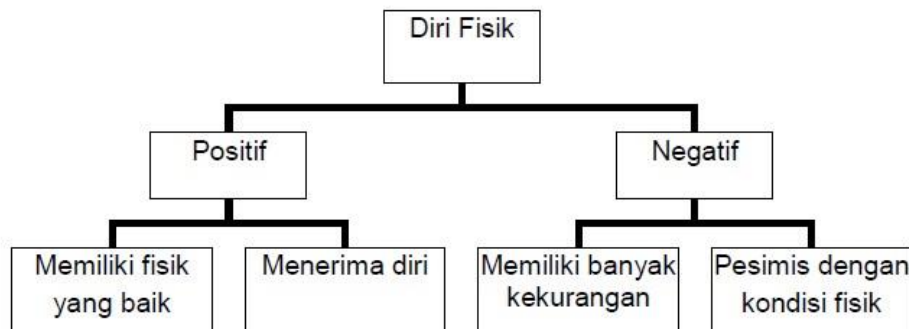 Diri Fisik
Positif
Negatif
Memiliki fisik
yang baik
Menerima diri
Memiliki banyak
kekurangan
Pesimis dengan
kondisi fisik